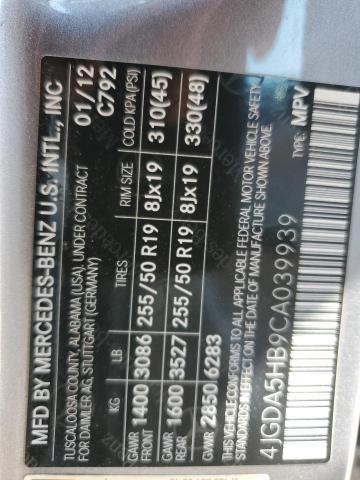 MFD BY MERCEDES-BENZ U.S. INTL., INC 01/12
TUSCALOOSA COUNTY, ALABAMA (USA), UNDER CONTRACT C792
FOR DAIMLER AG, STUTTGART (GERMANY)
KG LB TIRES RIM SIZE COLD KPA (PSI)
GAWR FRONT 1400 3086 255/50 R19 8Jx19 310(45)
GAWR REAR 1600 3527 255/50 R19 8Jx19 330(48)
GVWR 2850 6283
THIS VEHICLE CONFORMS TO ALL APPLICABLE FEDERAL MOTOR VEHICLE SAFETY
STANDARDS IN EFFECT ON THE DATE OF MANUFACTURE SHOWN ABOVE.
4JGDA5HB9CA039939 TYPE: MPV